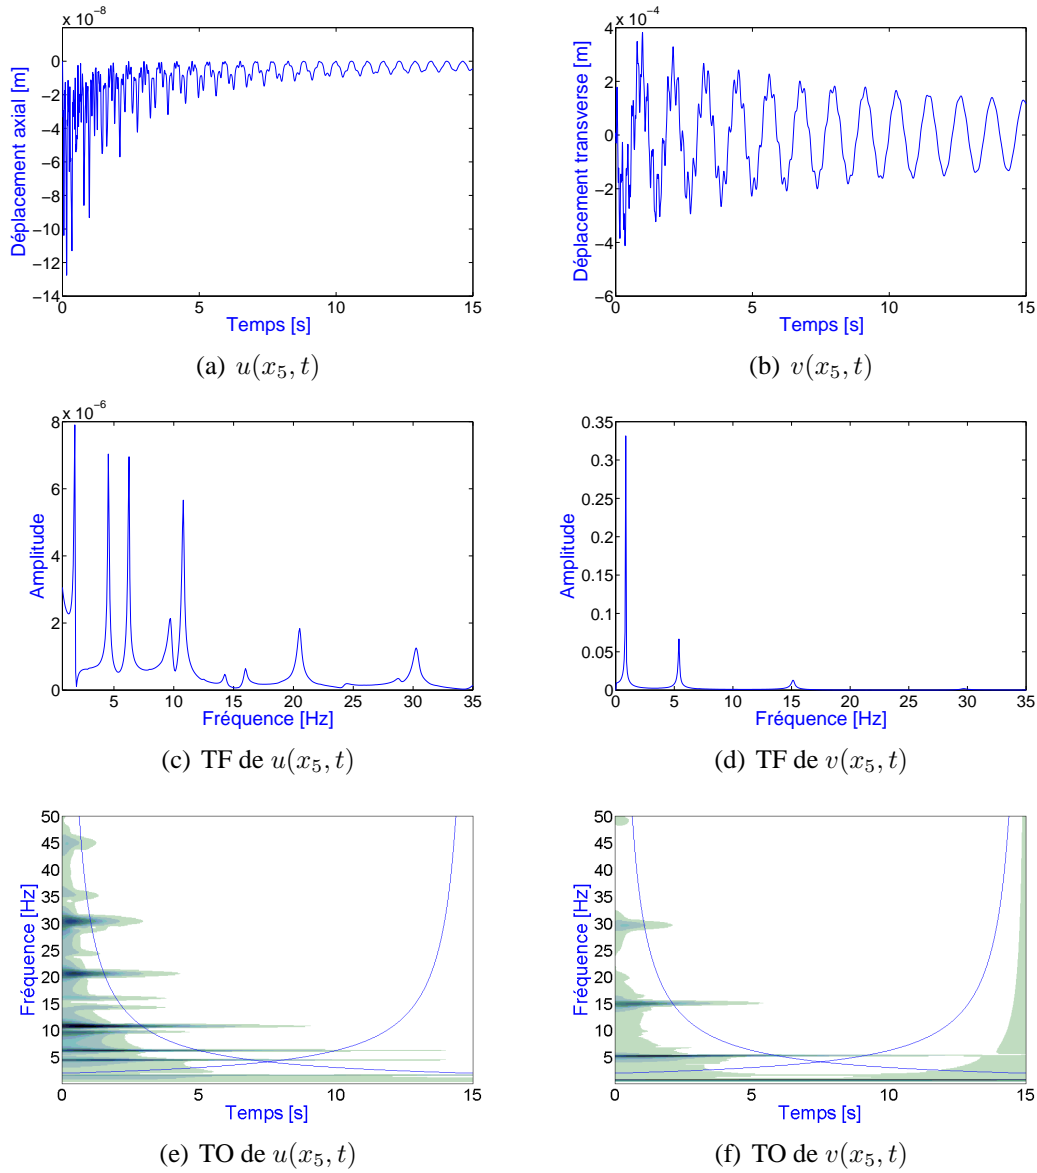 x 10^-8
0
−2
−4
−6
−8
−10
−12
−14
0 5 10 15
Déplacement axial [m]
Temps [s]
(a) u(x_5, t)
x 10^-4
4
2
0
−2
−4
−6
0 5 10 15
Déplacement transverse [m]
Temps [s]
(b) v(x_5, t)
x 10^-6
8
6
4
2
0
5 10 15 20 25 30 35
Amplitude
Fréquence [Hz]
(c) TF de u(x_5, t)
0.35
0.3
0.25
0.2
0.15
0.1
0.05
0
0 5 10 15 20 25 30 35
Amplitude
Fréquence [Hz]
(d) TF de v(x_5, t)
50
45
40
35
30
25
20
15
10
5
0 5 10 15
Fréquence [Hz]
Temps [s]
(e) TO de u(x_5, t)
50
45
40
35
30
25
20
15
10
5
0 5 10 15
Fréquence [Hz]
Temps [s]
(f) TO de v(x_5, t)